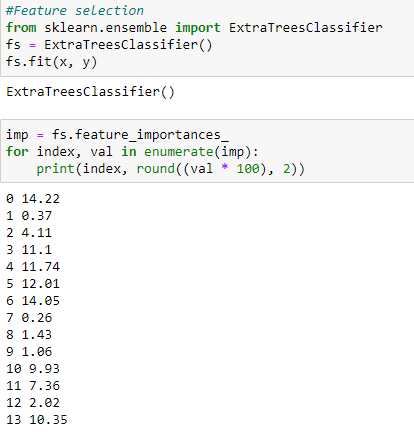 #Feature selection
from sklearn.ensemble import ExtraTreesClassifier
fs = ExtraTreesClassifier()
fs.fit(x, y)
ExtraTreesClassifier()
imp = fs.feature_importances_
for index, val in enumerate(imp):
    print(index, round((val * 100), 2))
0 14.22
1 0.37
2 4.11
3 11.1
4 11.74
5 12.01
6 14.05
7 0.26
8 1.43
9 1.06
10 9.93
11 7.36
12 2.02
13 10.35